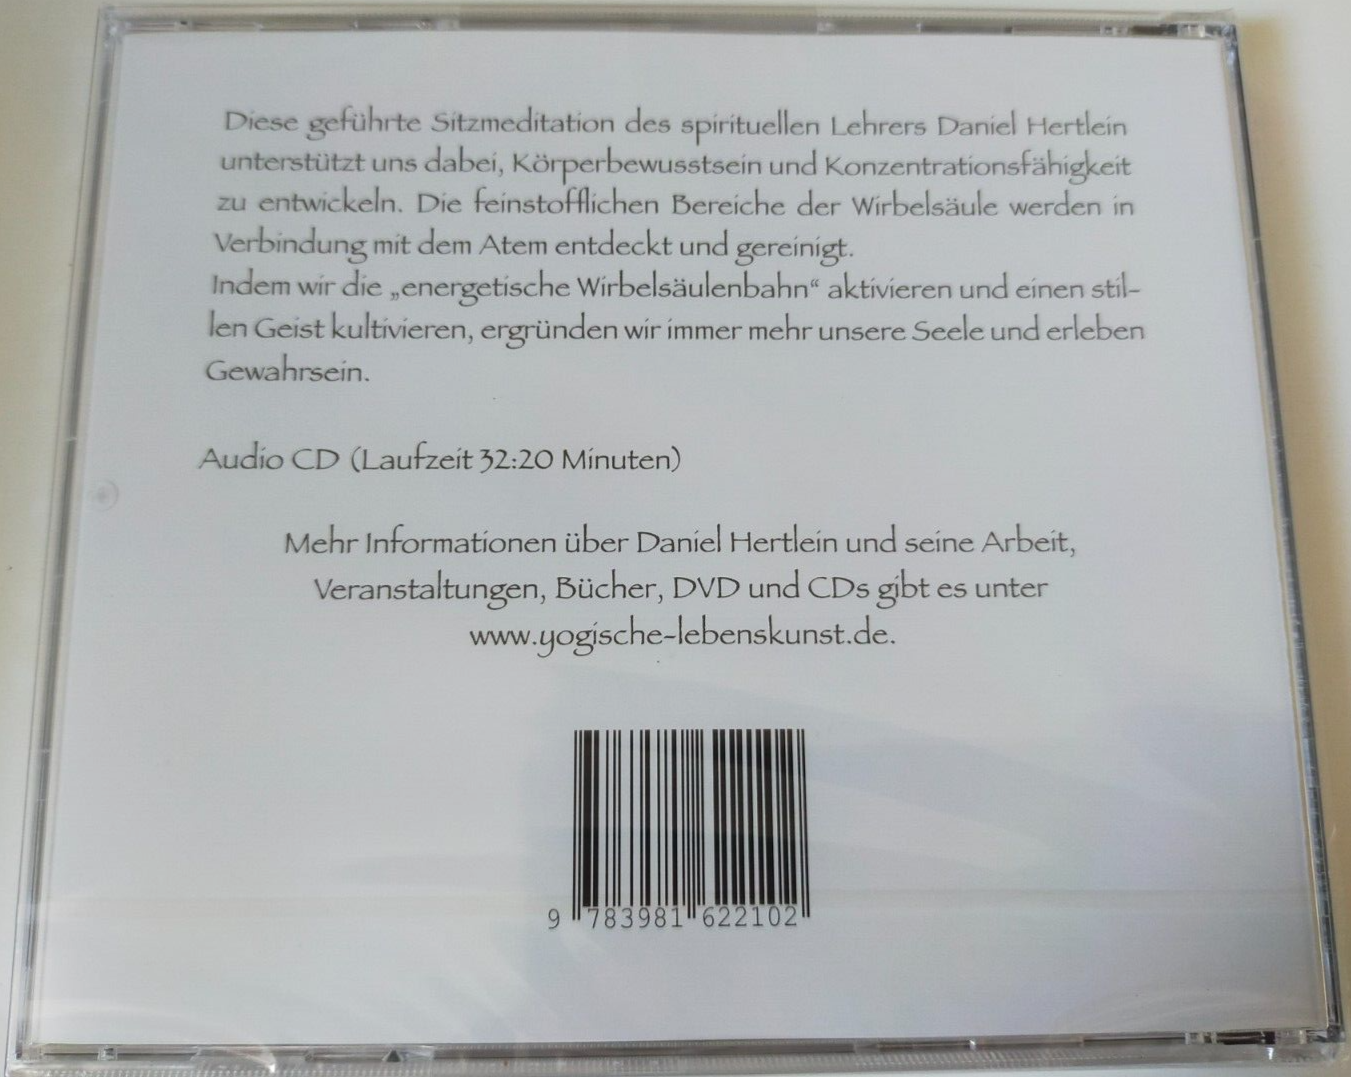 Diese geführte Sitzmeditation des spirituellen Lehrers Daniel Hertlein
unterstützt uns dabei, Körperbewusstsein und Konzentrationsfähigkeit
zu entwickeln. Die feinstofflichen Bereiche der Wirbelsäule werden in
Verbindung mit dem Atem entdeckt und gereinigt.
Indem wir die „energetische Wirbelsäulenbahn“ aktivieren und einen stil-
len Geist kultivieren, ergründen wir immer mehr unsere Seele und erleben
Gewahrsein.
Audio CD (Laufzeit 32:20 Minuten)
Mehr Informationen über Daniel Hertlein und seine Arbeit,
Veranstaltungen, Bücher, DVD und CDs gibt es unter
www.yogische-lebenskunst.de.
9 783981 622102